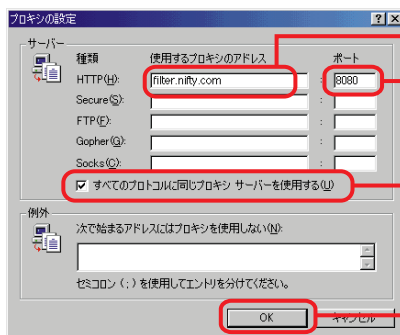 プロキシの設定
サーバー
種類 使用するプロキシのアドレス ポート
HTTP(H): filter.nifty.com : 8080
Secure(S): :
FTP(F): :
Gopher(G): :
Socks(C): :
すべてのプロトコルに同じプロキシ サーバーを使用する(U)
例外
次で始まるアドレスにはプロキシを使用しない(N):
セミコロン (;) を使用してエントリを分けてください。
OK キャンセル